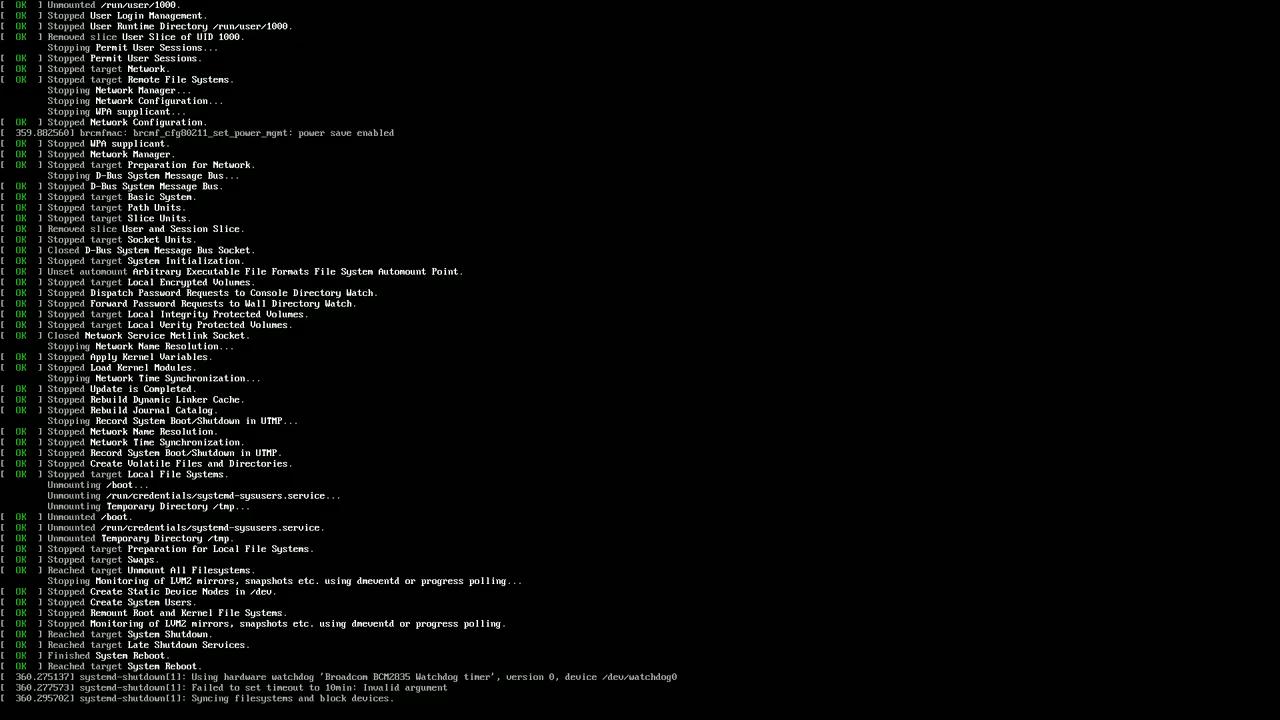 [  OK  ] Unmounted /run/user/1000.
[  OK  ] Stopped User Login Management.
[  OK  ] Stopped User Runtime Directory /run/user/1000.
[  OK  ] Removed slice User Slice of UID 1000.
         Stopping Permit User Sessions...
[  OK  ] Stopped Permit User Sessions.
[  OK  ] Stopped target Network.
[  OK  ] Stopped target Remote File Systems.
         Stopping Network Manager...
         Stopping Network Configuration...
         Stopping WPA supplicant...
[  OK  ] Stopped Network Configuration.
[  359.882560] brcmfmac: brcmf_cfg80211_set_power_mgmt: power save enabled
[  OK  ] Stopped WPA supplicant.
[  OK  ] Stopped Network Manager.
[  OK  ] Stopped target Preparation for Network.
         Stopping D-Bus System Message Bus...
[  OK  ] Stopped D-Bus System Message Bus.
[  OK  ] Stopped target Basic System.
[  OK  ] Stopped target Path Units.
[  OK  ] Stopped target Slice Units.
[  OK  ] Removed slice User and Session Slice.
[  OK  ] Stopped target Socket Units.
[  OK  ] Closed D-Bus System Message Bus Socket.
[  OK  ] Stopped target System Initialization.
[  OK  ] Unset automount Arbitrary Executable File Formats File System Automount Point.
[  OK  ] Stopped target Local Encrypted Volumes.
[  OK  ] Stopped Dispatch Password Requests to Console Directory Watch.
[  OK  ] Stopped Forward Password Requests to Wall Directory Watch.
[  OK  ] Stopped target Local Integrity Protected Volumes.
[  OK  ] Stopped target Local Verity Protected Volumes.
[  OK  ] Closed Network Service Netlink Socket.
         Stopping Network Name Resolution...
[  OK  ] Stopped Apply Kernel Variables.
[  OK  ] Stopped Load Kernel Modules.
         Stopping Network Time Synchronization...
[  OK  ] Stopped Update is Completed.
[  OK  ] Stopped Rebuild Dynamic Linker Cache.
[  OK  ] Stopped Rebuild Journal Catalog.
         Stopping Record System Boot/Shutdown in UTMP...
[  OK  ] Stopped Network Name Resolution.
[  OK  ] Stopped Network Time Synchronization.
[  OK  ] Stopped Record System Boot/Shutdown in UTMP.
[  OK  ] Stopped Create Volatile Files and Directories.
[  OK  ] Stopped target Local File Systems.
         Unmounting /boot...
         Unmounting /run/credentials/systemd-sysusers.service...
         Unmounting Temporary Directory /tmp...
[  OK  ] Unmounted /boot.
[  OK  ] Unmounted /run/credentials/systemd-sysusers.service.
[  OK  ] Unmounted Temporary Directory /tmp.
[  OK  ] Stopped target Preparation for Local File Systems.
[  OK  ] Stopped target Swaps.
[  OK  ] Reached target Unmount All Filesystems.
         Stopping Monitoring of LVM2 mirrors, snapshots etc. using dmeventd or progress polling...
[  OK  ] Stopped Create Static Device Nodes in /dev.
[  OK  ] Stopped Create System Users.
[  OK  ] Stopped Remount Root and Kernel File Systems.
[  OK  ] Stopped Monitoring of LVM2 mirrors, snapshots etc. using dmeventd or progress polling.
[  OK  ] Reached target System Shutdown.
[  OK  ] Reached target Late Shutdown Services.
[  OK  ] Finished System Reboot.
[  OK  ] Reached target System Reboot.
[  360.275137] systemd-shutdown[1]: Using hardware watchdog 'Broadcom BCM2835 Watchdog timer', version 0, device /dev/watchdog0
[  360.277573] systemd-shutdown[1]: Failed to set timeout to 10min: Invalid argument
[  360.295702] systemd-shutdown[1]: Syncing filesystems and block devices.